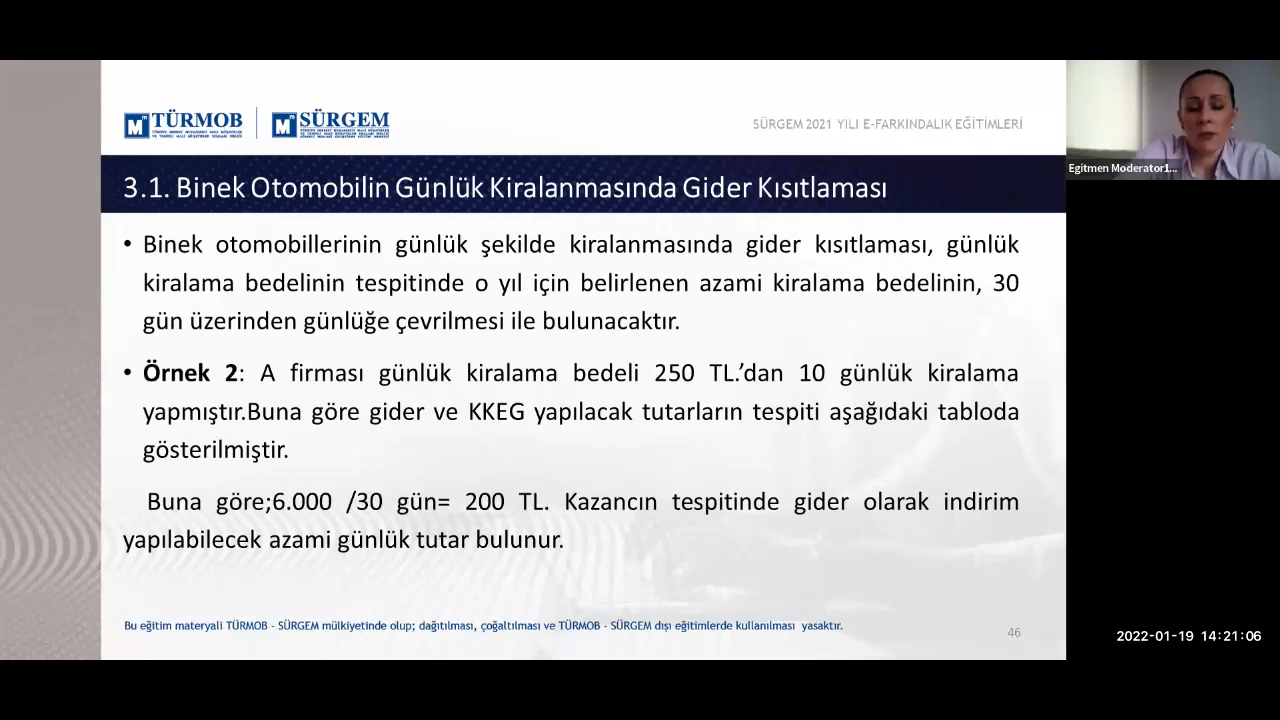 TÜRMOB
SÜRGEM
SÜRGEM 2021 YILI E-FARKINDALIK EĞİTİMLERİ
Egitmen Moderator1...
3.1. Binek Otomobilin Günlük Kiralanmasında Gider Kısıtlaması
• Binek otomobillerinin günlük şekilde kiralanmasında gider kısıtlaması, günlük
kiralama bedelinin tespitinde o yıl için belirlenen azami kiralama bedelinin, 30
gün üzerinden günlüğe çevrilmesi ile bulunacaktır.
• Örnek 2: A firması günlük kiralama bedeli 250 TL.’dan 10 günlük kiralama
yapmıştır.Buna göre gider ve KKEG yapılacak tutarların tespiti aşağıdaki tabloda
gösterilmiştir.
Buna göre;6.000 /30 gün= 200 TL. Kazancın tespitinde gider olarak indirim
yapılabilecek azami günlük tutar bulunur.
Bu eğitim materyali TÜRMOB - SÜRGEM mülkiyetinde olup; dağıtılması, çoğaltılması ve TÜRMOB - SÜRGEM dışı eğitimlerde kullanılması yasaktır.
46
2022-01-19 14:21:06